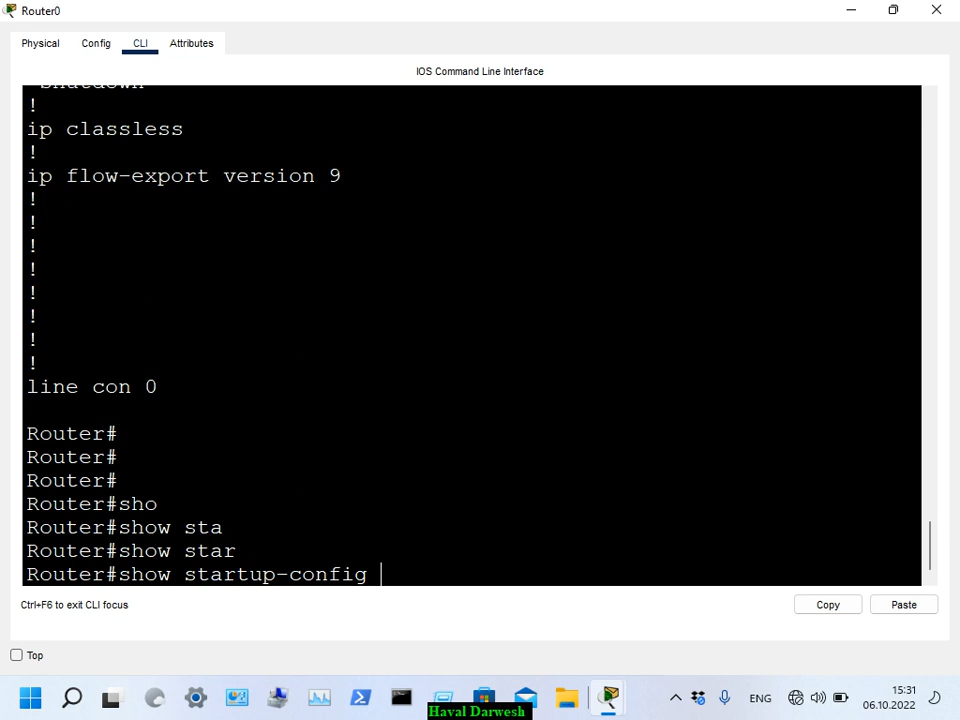 Router0
Physical Config CLI Attributes
IOS Command Line Interface
shutdown
!
ip classless
!
ip flow-export version 9
!
!
!
!
!
!
!
!
line con 0
Router#
Router#
Router#
Router#sho
Router#show sta
Router#show star
Router#show startup-config
Ctrl+F6 to exit CLI focus
Copy Paste
Top
ENG
15:31
06.10.2022
Haval Darwesh